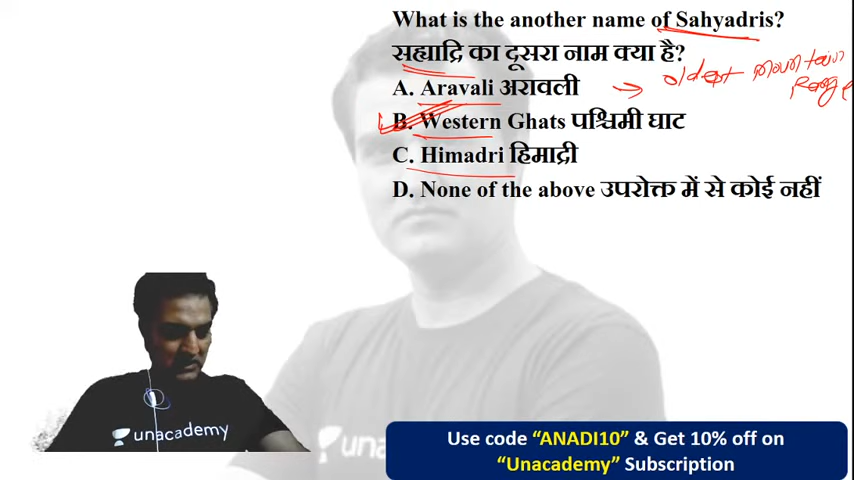 What is the another name of Sahyadris?
सह्याद्रि का दूसरा नाम क्या है?
A. Aravali अरावली
oldest mountain
Range
B. Western Ghats पश्चिमी घाट
C. Himadri हिमाद्री
D. None of the above उपरोक्त में से कोई नहीं
unacademy
una
Use code “ANADI10” & Get 10% off on
“Unacademy” Subscription